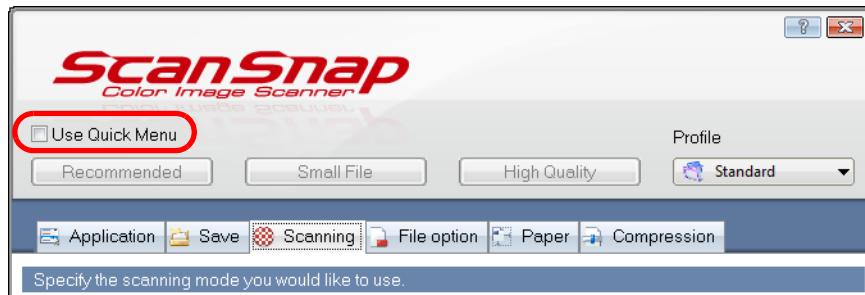 ScanSnap
Color Image Scanner
Use Quick Menu
Profile
Recommended Small File High Quality Standard
Application Save Scanning File option Paper Compression
Specify the scanning mode you would like to use.